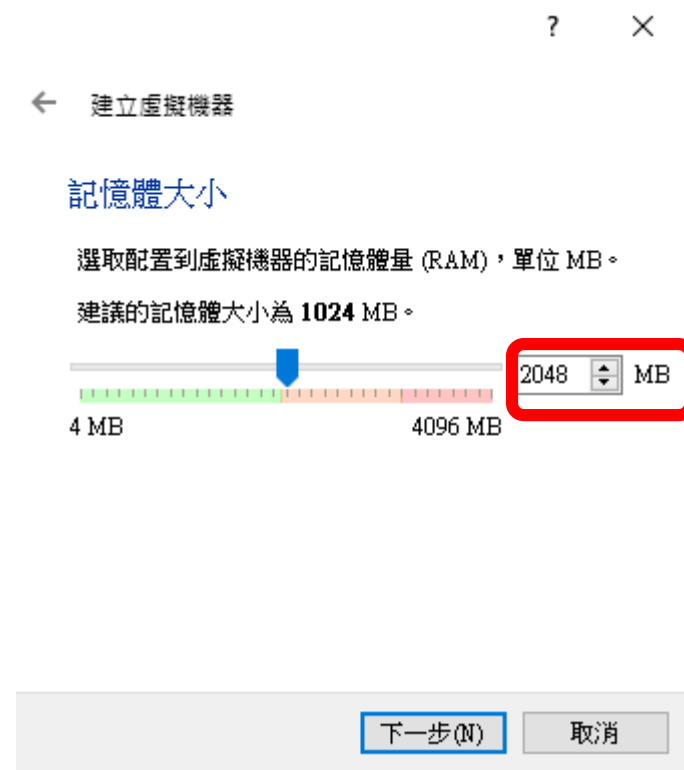 ?
建立虛擬機器
記憶體大小
選取配置到虛擬機器的記憶體量 (RAM)，單位 MB。
建議的記憶體大小為 1024 MB。
2048 MB
4 MB 4096 MB
下一步(N) 取消